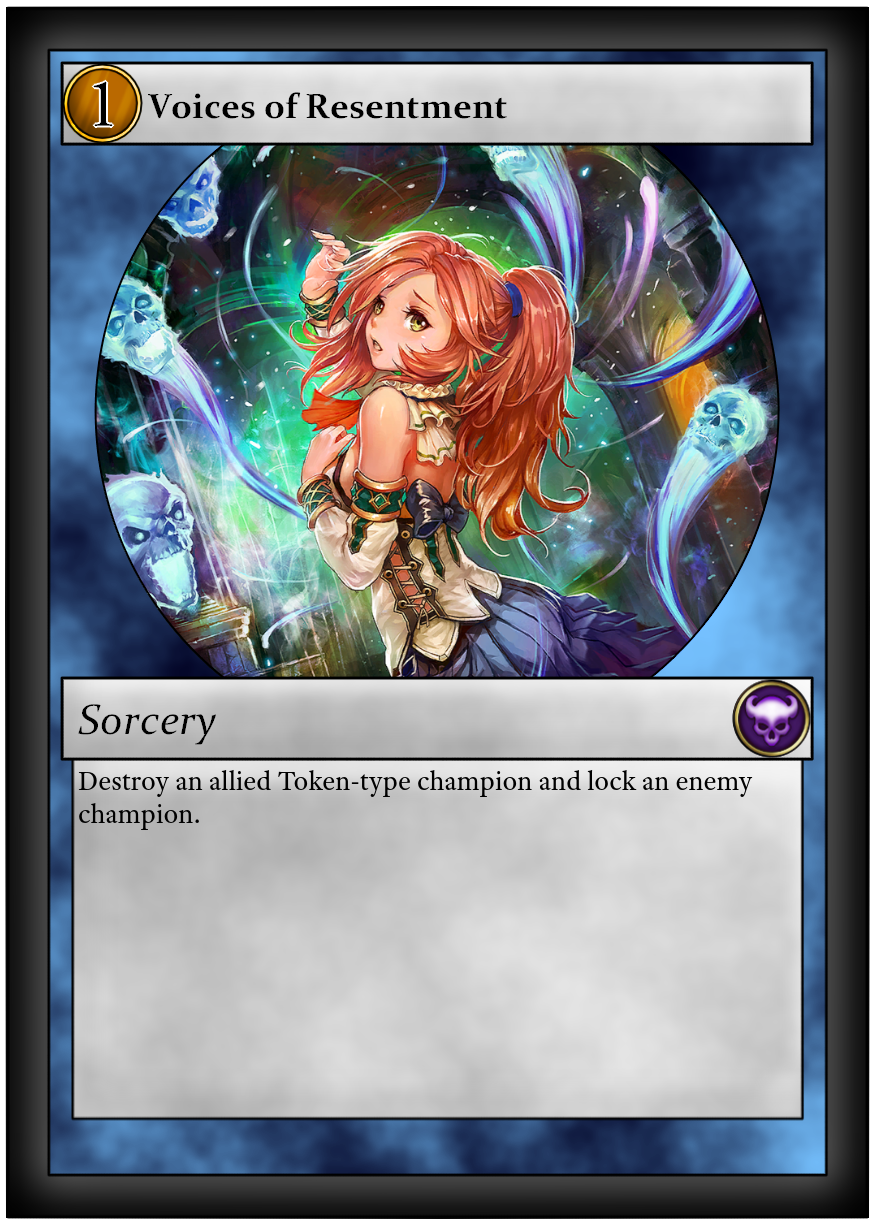 1
Voices of Resentment
Sorcery
Destroy an allied Token-type champion and lock an enemy
champion.